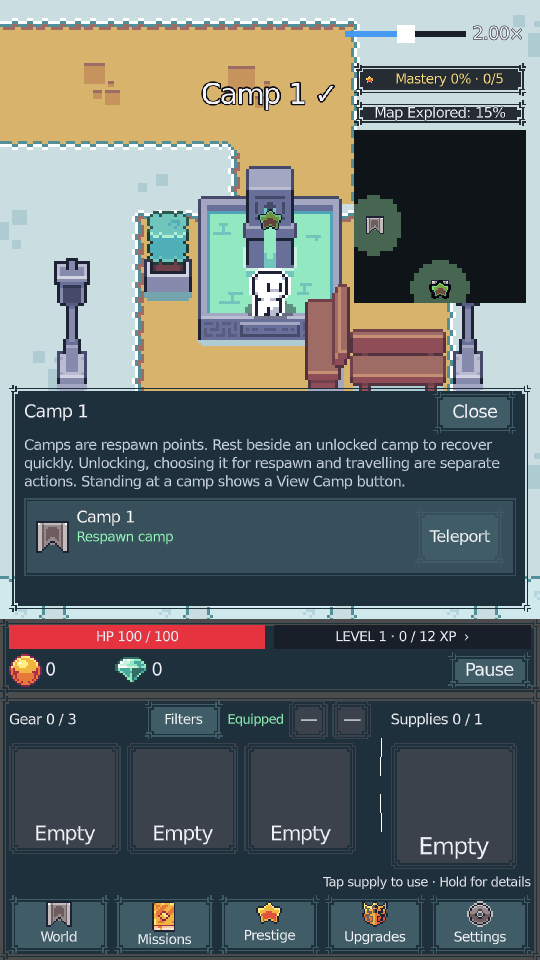 2.00×
Mastery 0% · 0/5
Camp 1 ✓
Map Explored: 15%
Camp 1
Close
Camps are respawn points. Rest beside an unlocked camp to recover
quickly. Unlocking, choosing it for respawn and travelling are separate
actions. Standing at a camp shows a View Camp button.
Camp 1
Respawn camp
Teleport
HP 100 / 100
LEVEL 1 · 0 / 12 XP ›
0
0
Pause
Gear 0 / 3
Filters
Equipped
—
—
Supplies 0 / 1
Empty
Empty
Empty
Empty
Tap supply to use · Hold for details
World
Missions
Prestige
Upgrades
Settings